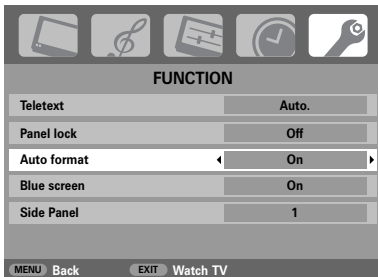 FUNCTION
Teletext Auto.
Panel lock Off
Auto format On
Blue screen On
Side Panel 1
MENU Back EXIT Watch TV